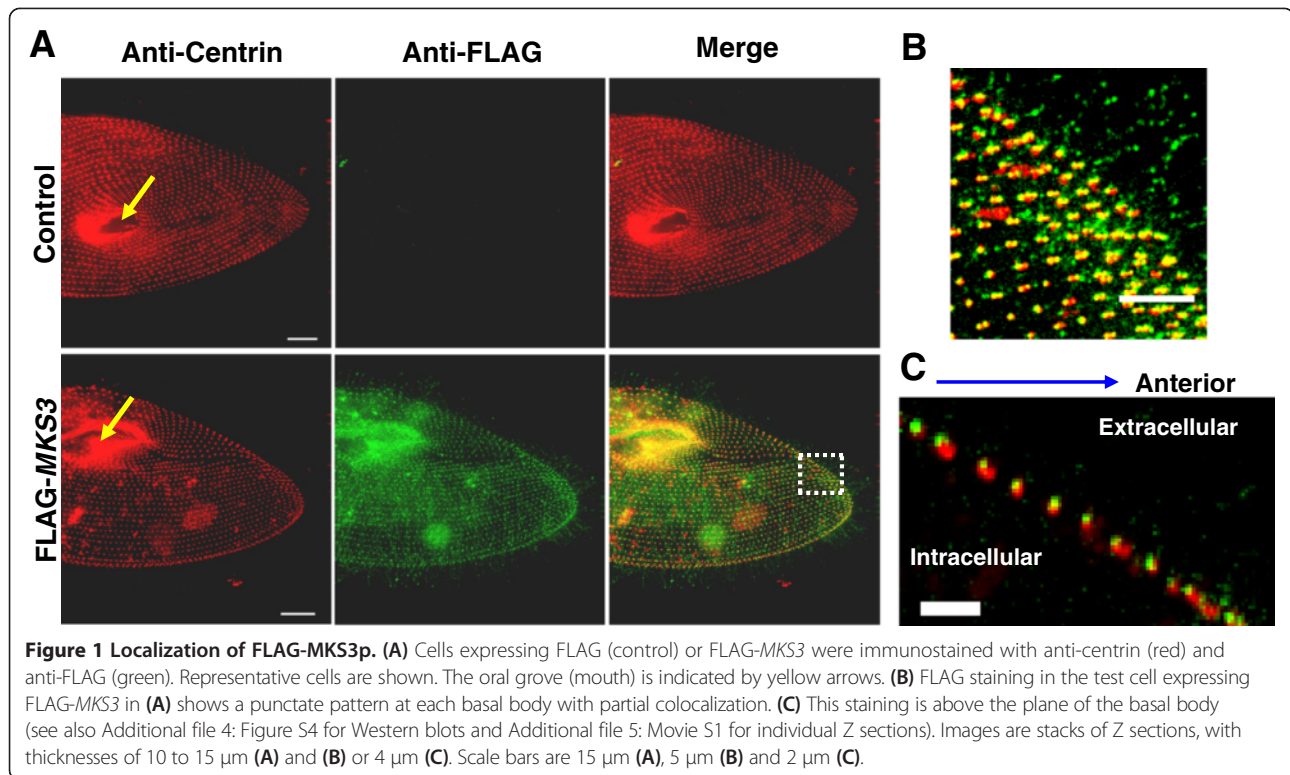 A
Anti-Centrin
Anti-FLAG
Merge
Control
FLAG-MKS3
B
C
Anterior
Extracellular
Intracellular
Figure 1 Localization of FLAG-MKS3p. (A) Cells expressing FLAG (control) or FLAG-MKS3 were immunostained with anti-centrin (red) and
anti-FLAG (green). Representative cells are shown. The oral grove (mouth) is indicated by yellow arrows. (B) FLAG staining in the test cell expressing
FLAG-MKS3 in (A) shows a punctate pattern at each basal body with partial colocalization. (C) This staining is above the plane of the basal body
(see also Additional file 4: Figure S4 for Western blots and Additional file 5: Movie S1 for individual Z sections). Images are stacks of Z sections, with
thicknesses of 10 to 15 μm (A) and (B) or 4 μm (C). Scale bars are 15 μm (A), 5 μm (B) and 2 μm (C).